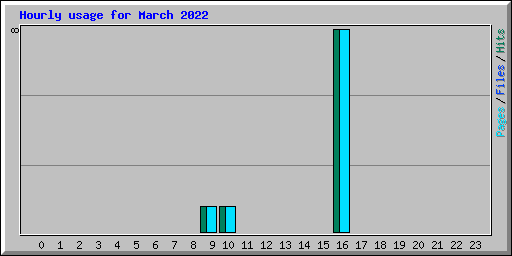 Hourly usage for March 2022
8
Pages/Files/Hits
0 1 2 3 4 5 6 7 8 9 10 11 12 13 14 15 16 17 18 19 20 21 22 23